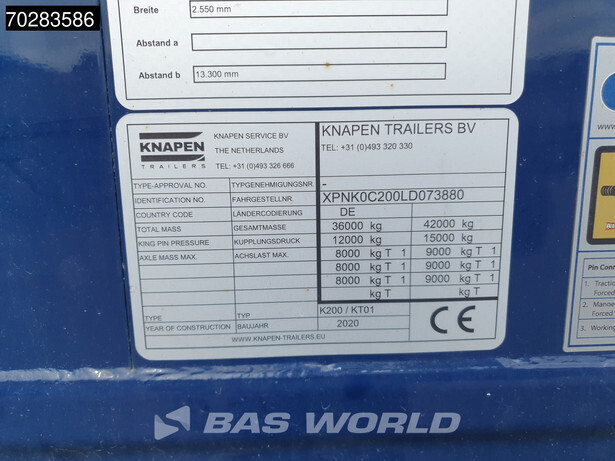 70283586
Breite 2.550 mm
Abstand a
Abstand b 13.300 mm
KNAPEN TRAILERS
KNAPEN SERVICE BV
THE NETHERLANDS
TEL: +31 (0)493 326 666
KNAPEN TRAILERS BV
TEL: +31 (0)493 320 330
TYPE-APPROVAL NO. TYPGENEHMIGUNGSNR. -
IDENTIFICATION NO. FAHRGESTELLNR. XPNK0C200LD073880
COUNTRY CODE LÄNDERCODIERUNG DE
TOTAL MASS GESAMTMASSE 36000 kg 42000 kg
KING PIN PRESSURE KUPPLUNGSDRUCK 12000 kg 15000 kg
AXLE MASS MAX. ACHSLAST MAX. 8000 kg T 1 9000 kg T 1
8000 kg T 1 9000 kg T 1
8000 kg T 1 9000 kg T 1
kg T kg T
TYPE TYP K200 / KT01
YEAR OF CONSTRUCTION BAUJAHR 2020
CE
WWW.KNAPEN-TRAILERS.EU
www.
Ba
Pin Conn
1. Tractio
Forced
2. Manoe
Forced
3. Working
BAS WORLD